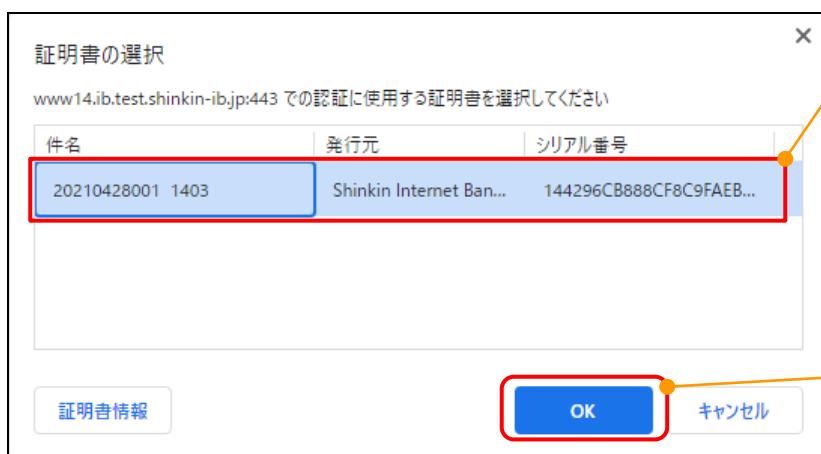 証明書の選択
www14.ib.test.shinkin-ib.jp:443 での認証に使用する証明書を選択してください
件名 発行元 シリアル番号
20210428001 1403 Shinkin Internet Ban... 144296CB888CF8C9FAEB...
証明書情報 OK キャンセル